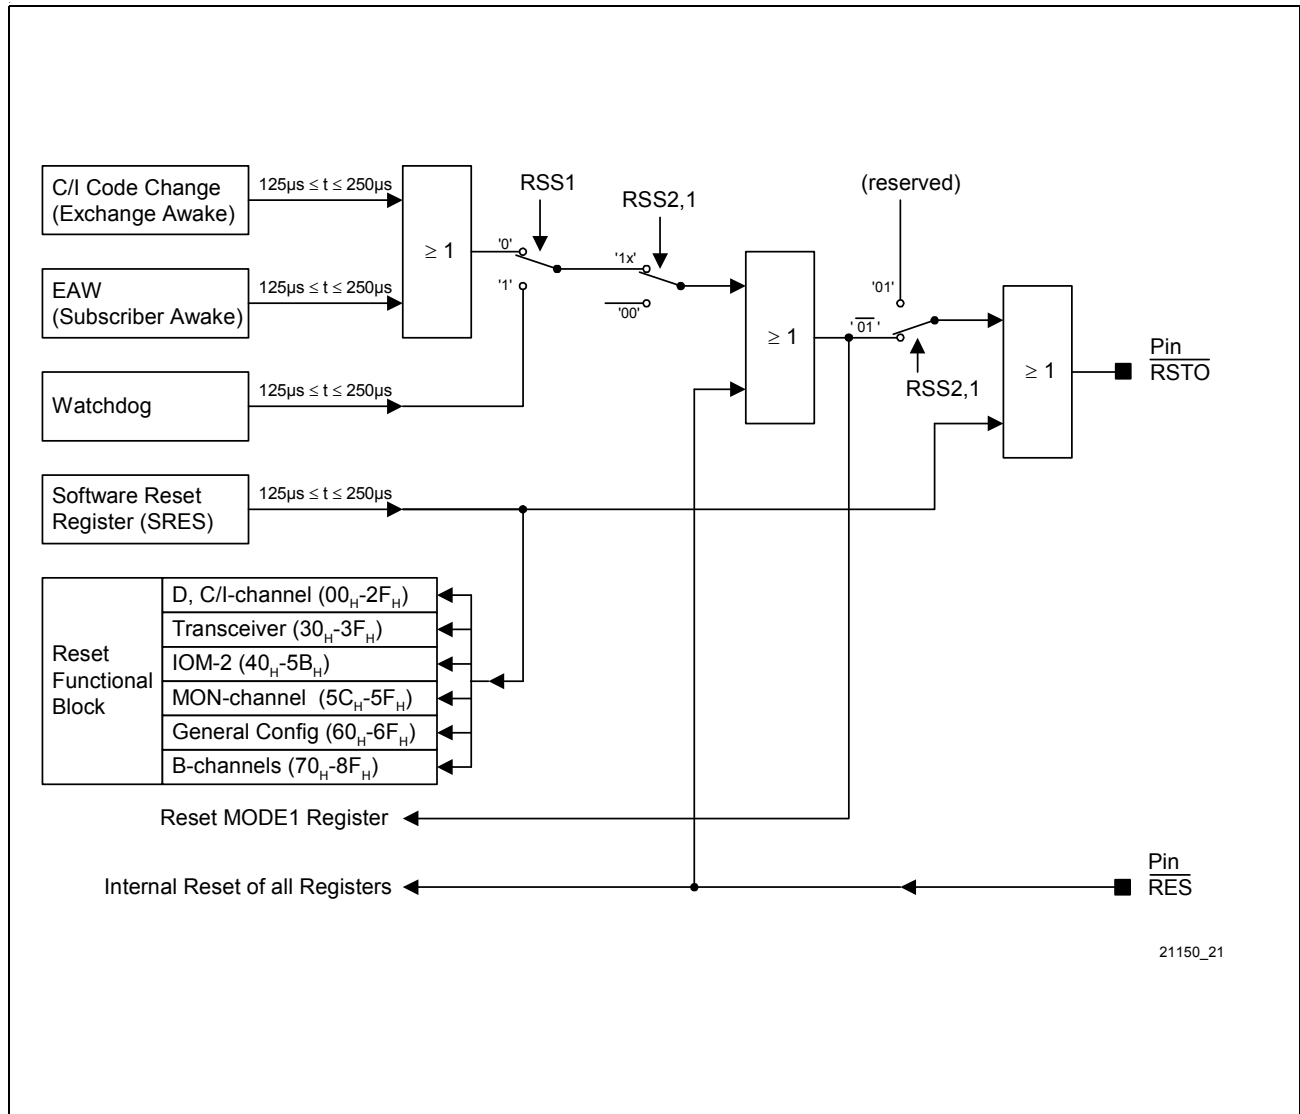 C/I Code Change
(Exchange Awake)
125µs ≤ t ≤ 250µs
EAW
(Subscriber Awake)
125µs ≤ t ≤ 250µs
Watchdog
125µs ≤ t ≤ 250µs
Software Reset
Register (SRES)
125µs ≤ t ≤ 250µs
≥ 1
RSS1
'0'
'1'
RSS2,1
'1x'
'00'
≥ 1
(reserved)
'01'
'0̅1̅'
RSS2,1
≥ 1
Pin
R̅S̅T̅O̅
Reset
Functional
Block
D, C/I-channel (00H-2FH)
Transceiver (30H-3FH)
IOM-2 (40H-5BH)
MON-channel (5CH-5FH)
General Config (60H-6FH)
B-channels (70H-8FH)
Reset MODE1 Register
Internal Reset of all Registers
Pin
R̅E̅S̅
21150_21